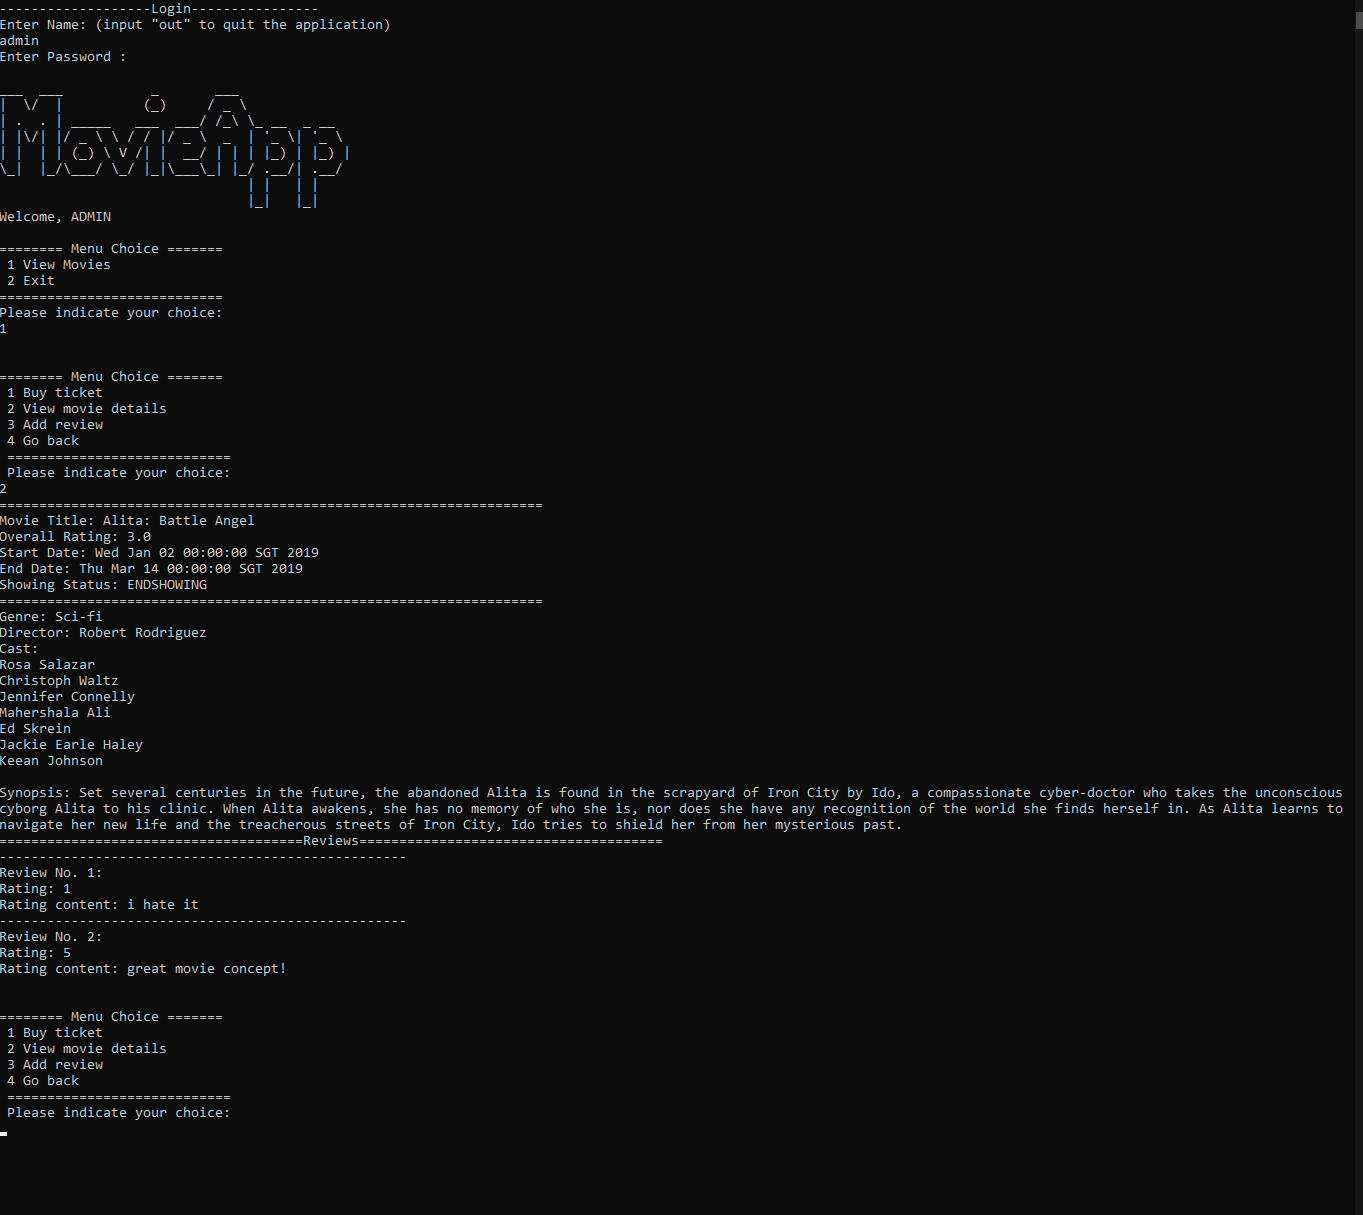 -------------------Login----------------
Enter Name: (input "out" to quit the application)
admin
Enter Password :
MovieApp
Welcome, ADMIN
======== Menu Choice =======
1 View Movies
2 Exit
============================
Please indicate your choice:
1
======== Menu Choice =======
1 Buy ticket
2 View movie details
3 Add review
4 Go back
============================
Please indicate your choice:
2
====================================================================
Movie Title: Alita: Battle Angel
Overall Rating: 3.0
Start Date: Wed Jan 02 00:00:00 SGT 2019
End Date: Thu Mar 14 00:00:00 SGT 2019
Showing Status: ENDSHOWING
====================================================================
Genre: Sci-fi
Director: Robert Rodriguez
Cast:
Rosa Salazar
Christoph Waltz
Jennifer Connelly
Mahershala Ali
Ed Skrein
Jackie Earle Haley
Keean Johnson
Synopsis: Set several centuries in the future, the abandoned Alita is found in the scrapyard of Iron City by Ido, a compassionate cyber-doctor who takes the unconscious
cyborg Alita to his clinic. When Alita awakens, she has no memory of who she is, nor does she have any recognition of the world she finds herself in. As Alita learns to
navigate her new life and the treacherous streets of Iron City, Ido tries to shield her from her mysterious past.
======================================Reviews======================================
---------------------------------------------------
Review No. 1:
Rating: 1
Rating content: i hate it
---------------------------------------------------
Review No. 2:
Rating: 5
Rating content: great movie concept!
======== Menu Choice =======
1 Buy ticket
2 View movie details
3 Add review
4 Go back
============================
Please indicate your choice: